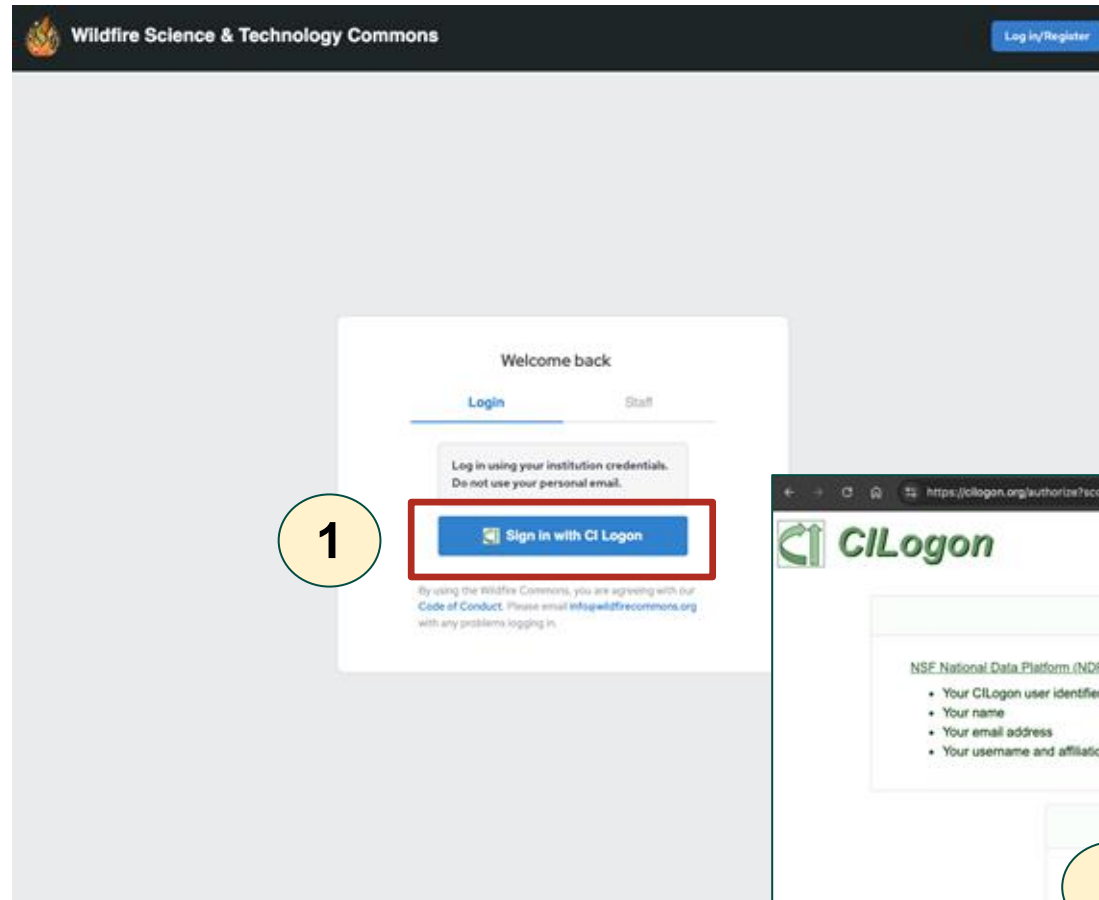 Wildfire Science & Technology Commons
Log in/Register
Welcome back
Login
Staff
Log in using your institution credentials.
Do not use your personal email.
1
Sign in with CI Logon
By using the Wildfire Commons, you are agreeing with our
Code of Conduct. Please email info@wildfirecommons.org
with any problems logging in.
https://cilogon.org/authorize?sco
CILogon
NSF National Data Platform (NDP
• Your CILogon user identifier
• Your name
• Your email address
• Your username and affiliatio